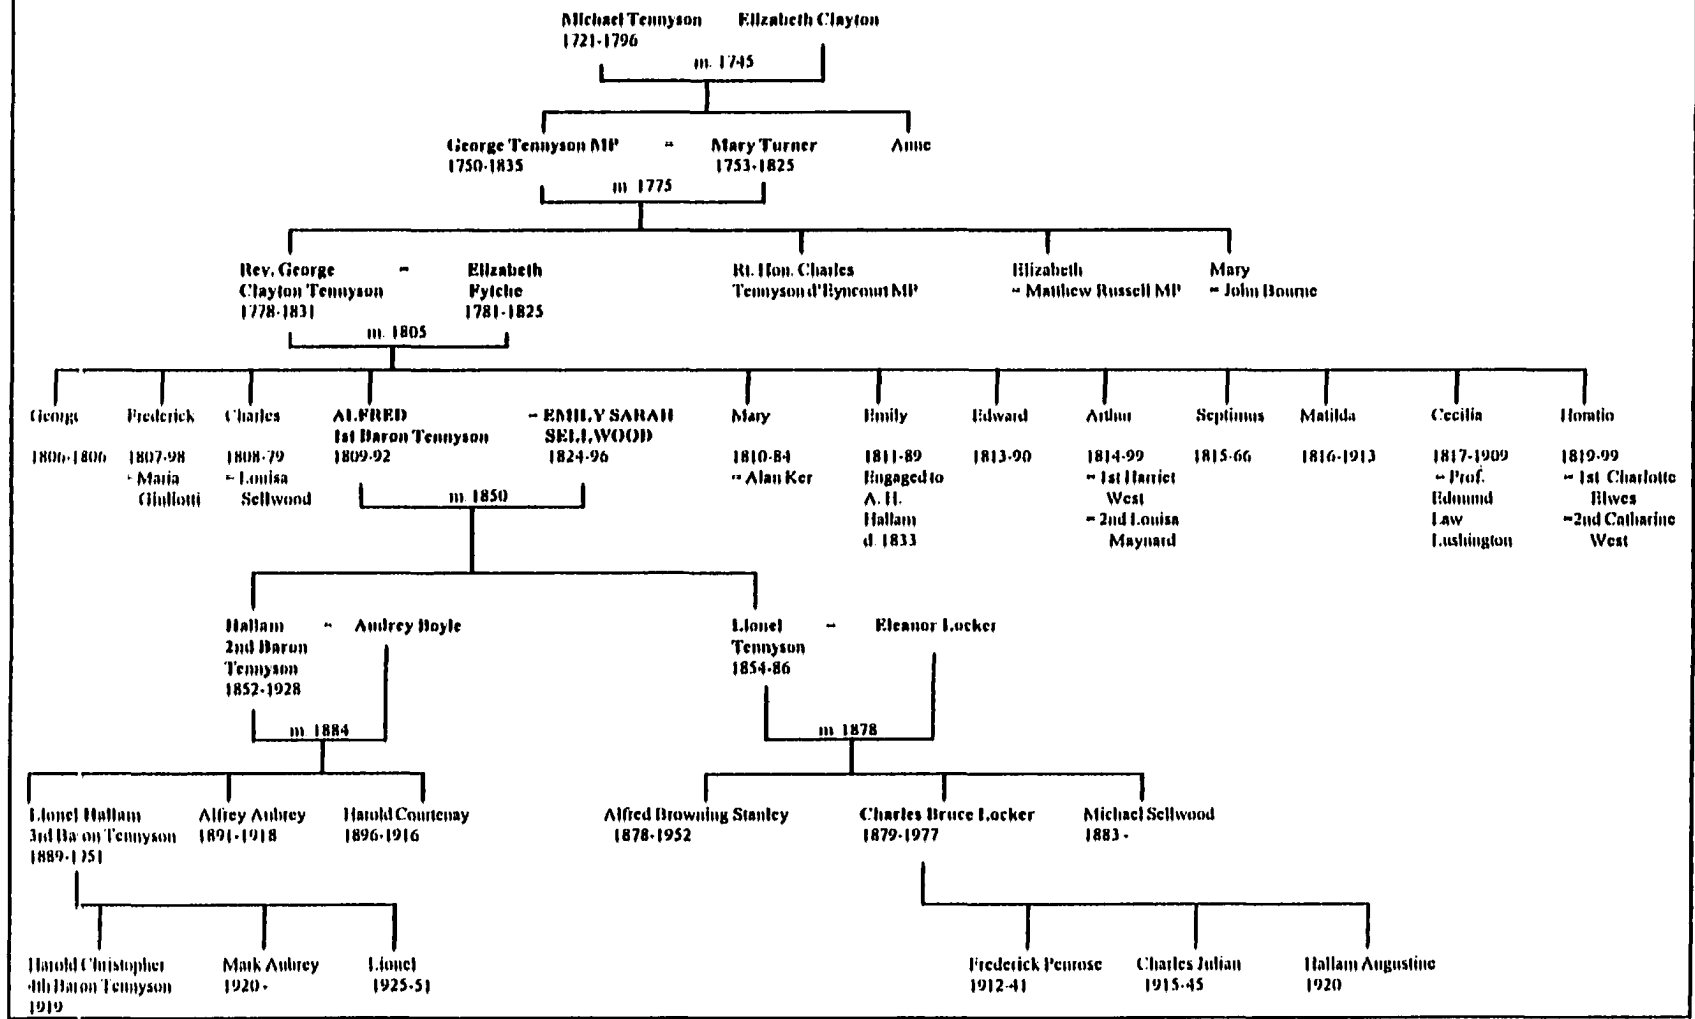 Michael Tennyson Elizabeth Clayton
1721-1796
m. 1745
George Tennyson MP = Mary Turner Anne
1750-1835 1753-1825
m 1775
Rev. George = Elizabeth Rt. Hon. Charles Elizabeth Mary
Clayton Tennyson Fytche Tennyson d'Eyncourt MP = Matthew Russell MP = John Bourne
1778-1831 1781-1825
m. 1805
George Frederick Charles ALFRED = EMILY SARAH Mary Emily Edward Arthur Septimus Matilda Cecilia Horatio
1st Baron Tennyson SELLWOOD
1806-1806 1807-98 1808-79 1809-92 1824-96 1810-84 1811-89 1813-90 1814-99 1815-66 1816-1913 1817-1909 1819-99
= Maria = Louisa = Alan Ker Engaged to = 1st Harriet = Prof. = 1st Charlotte
Giuliotti Sellwood m. 1850 A. H. West Edmund Elwes
Hallam = 2nd Louisa Law =2nd Catharine
d. 1833 Maynard Lushington West
Hallam = Audrey Boyle Lionel = Eleanor Locker
2nd Baron Tennyson
Tennyson 1854-86
1852-1928
m. 1884 m 1878
Lionel Hallam Alfrey Aubrey Harold Courtenay Alfred Browning Stanley Charles Bruce Locker Michael Sellwood
3rd Baron Tennyson 1891-1918 1896-1916 1878-1952 1879-1977 1883 -
1889-1951
Harold Christopher Mark Aubrey Lionel Frederick Penrose Charles Julian Hallam Augustine
4th Baron Tennyson 1920 - 1925-51 1912-41 1915-45 1920
1919